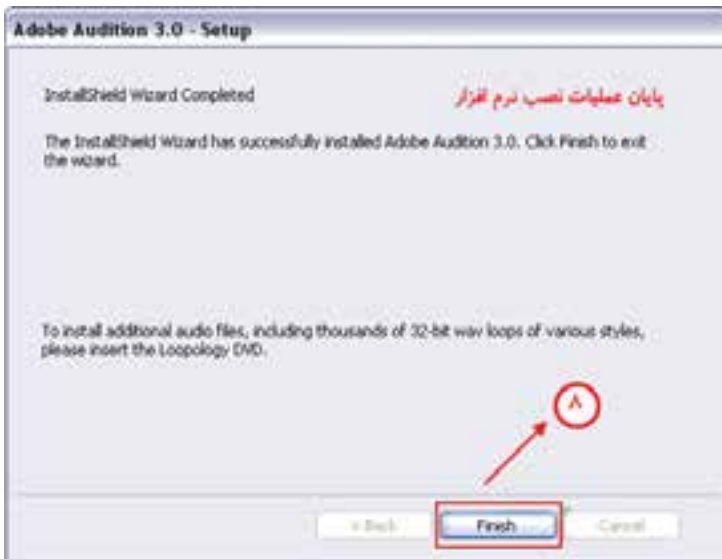 Adobe Audition 3.0 - Setup
InstallShield Wizard Completed
پایان عملیات نصب نرم افزار
The InstallShield Wizard has successfully installed Adobe Audition 3.0. Click Finish to exit
the wizard.
To install additional audio files, including thousands of 32-bit wav loops of various styles,
please insert the Loopology DVD.
۸
< Back
Finish
Cancel